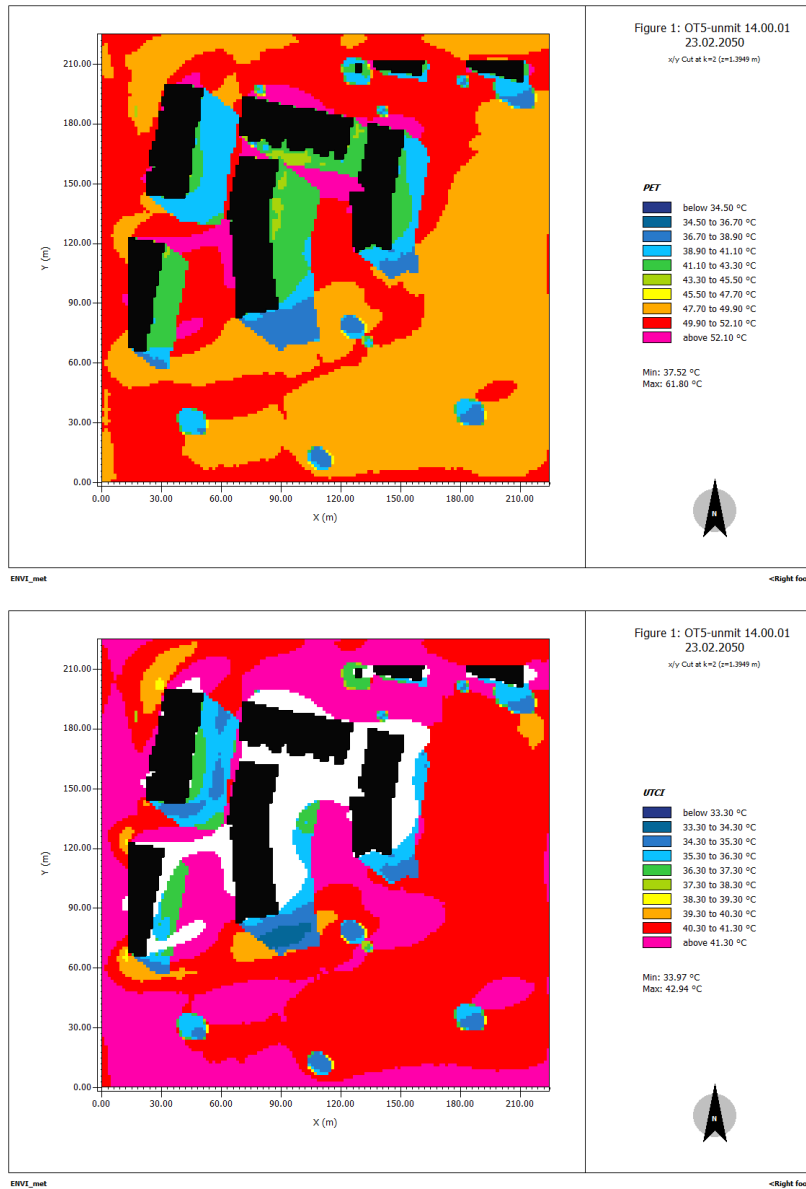 Figure 1: OT5-unmit 14.00.01
23.02.2050
x/y Cut at k=2 (z=1.3949 m)
210.00
180.00
150.00
120.00
90.00
60.00
30.00
0.00
Y (m)
0.00 30.00 60.00 90.00 120.00 150.00 180.00 210.00
X (m)
PET
below 34.50 °C
34.50 to 36.70 °C
36.70 to 38.90 °C
38.90 to 41.10 °C
41.10 to 43.30 °C
43.30 to 45.50 °C
45.50 to 47.70 °C
47.70 to 49.90 °C
49.90 to 52.10 °C
above 52.10 °C
Min: 37.52 °C
Max: 61.80 °C
N
ENVI_met
<Right foo
Figure 1: OT5-unmit 14.00.01
23.02.2050
x/y Cut at k=2 (z=1.3949 m)
210.00
180.00
150.00
120.00
90.00
60.00
30.00
0.00
Y (m)
0.00 30.00 60.00 90.00 120.00 150.00 180.00 210.00
X (m)
UTCI
below 33.30 °C
33.30 to 34.30 °C
34.30 to 35.30 °C
35.30 to 36.30 °C
36.30 to 37.30 °C
37.30 to 38.30 °C
38.30 to 39.30 °C
39.30 to 40.30 °C
40.30 to 41.30 °C
above 41.30 °C
Min: 33.97 °C
Max: 42.94 °C
N
ENVI_met
<Right foo